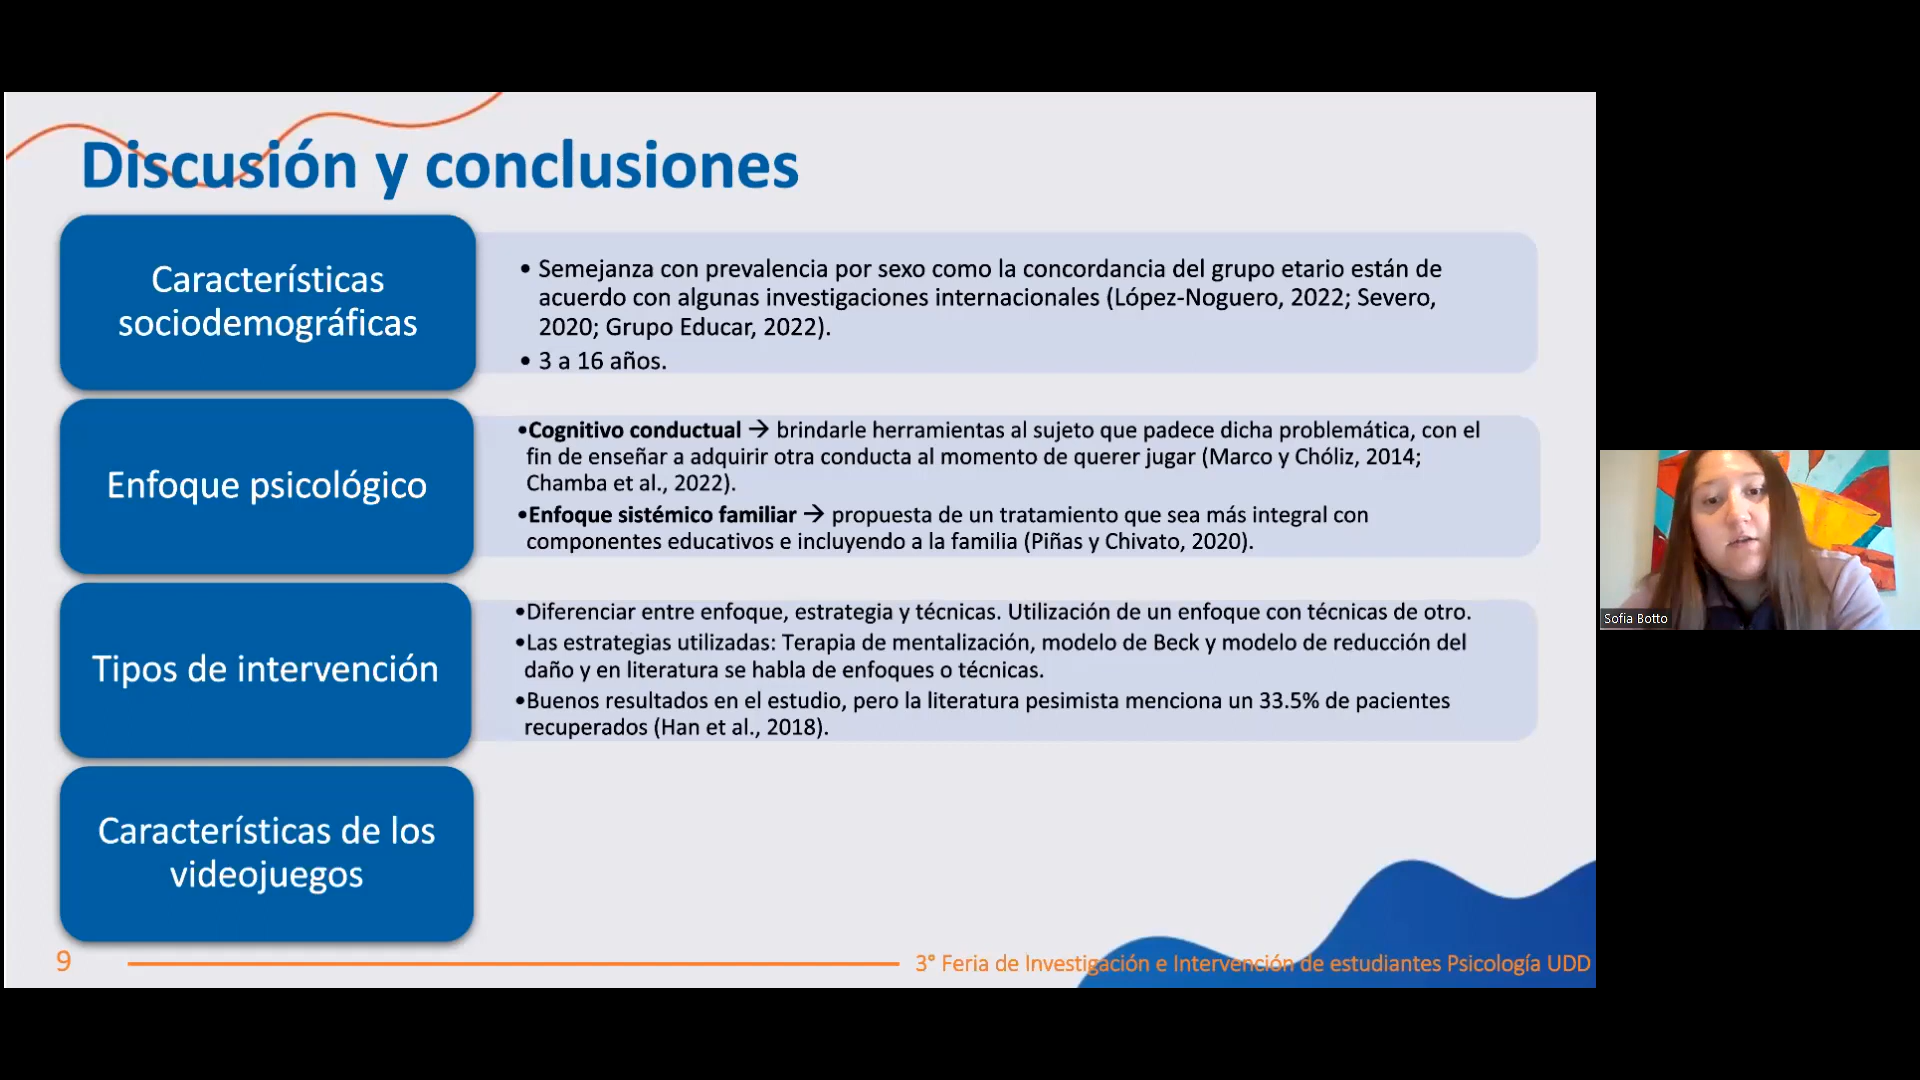 Discusión y conclusiones
Características
sociodemográficas
• Semejanza con prevalencia por sexo como la concordancia del grupo etario están de
acuerdo con algunas investigaciones internacionales (López-Noguero, 2022; Severo,
2020; Grupo Educar, 2022).
• 3 a 16 años.
Enfoque psicológico
•Cognitivo conductual → brindarle herramientas al sujeto que padece dicha problemática, con el
fin de enseñar a adquirir otra conducta al momento de querer jugar (Marco y Chóliz, 2014;
Chamba et al., 2022).
•Enfoque sistémico familiar → propuesta de un tratamiento que sea más integral con
componentes educativos e incluyendo a la familia (Piñas y Chivato, 2020).
Tipos de intervención
•Diferenciar entre enfoque, estrategia y técnicas. Utilización de un enfoque con técnicas de otro.
•Las estrategias utilizadas: Terapia de mentalización, modelo de Beck y modelo de reducción del
daño y en literatura se habla de enfoques o técnicas.
•Buenos resultados en el estudio, pero la literatura pesimista menciona un 33.5% de pacientes
recuperados (Han et al., 2018).
Características de los
videojuegos
9
3° Feria de Investigación e Intervención de estudiantes Psicología UDD
Sofia Botto